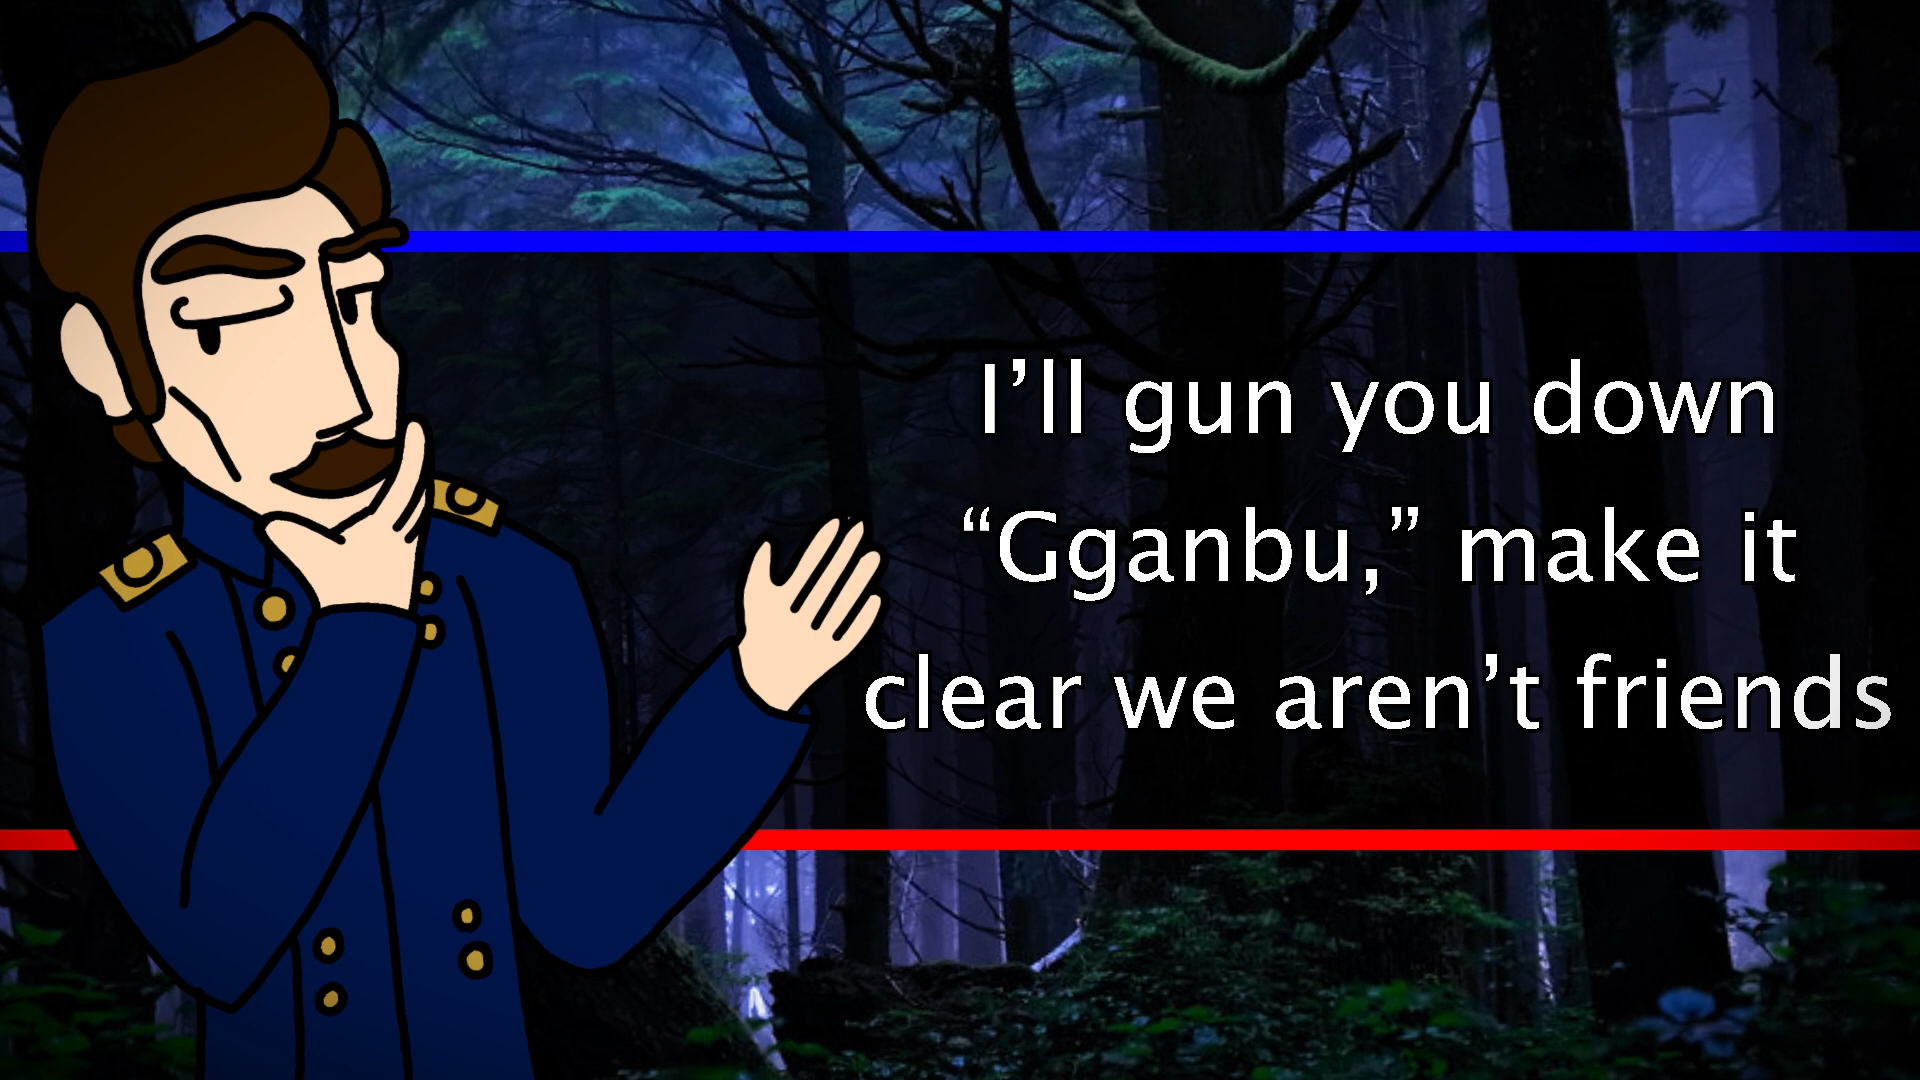 I’ll gun you down
“Gganbu,” make it
clear we aren’t friends